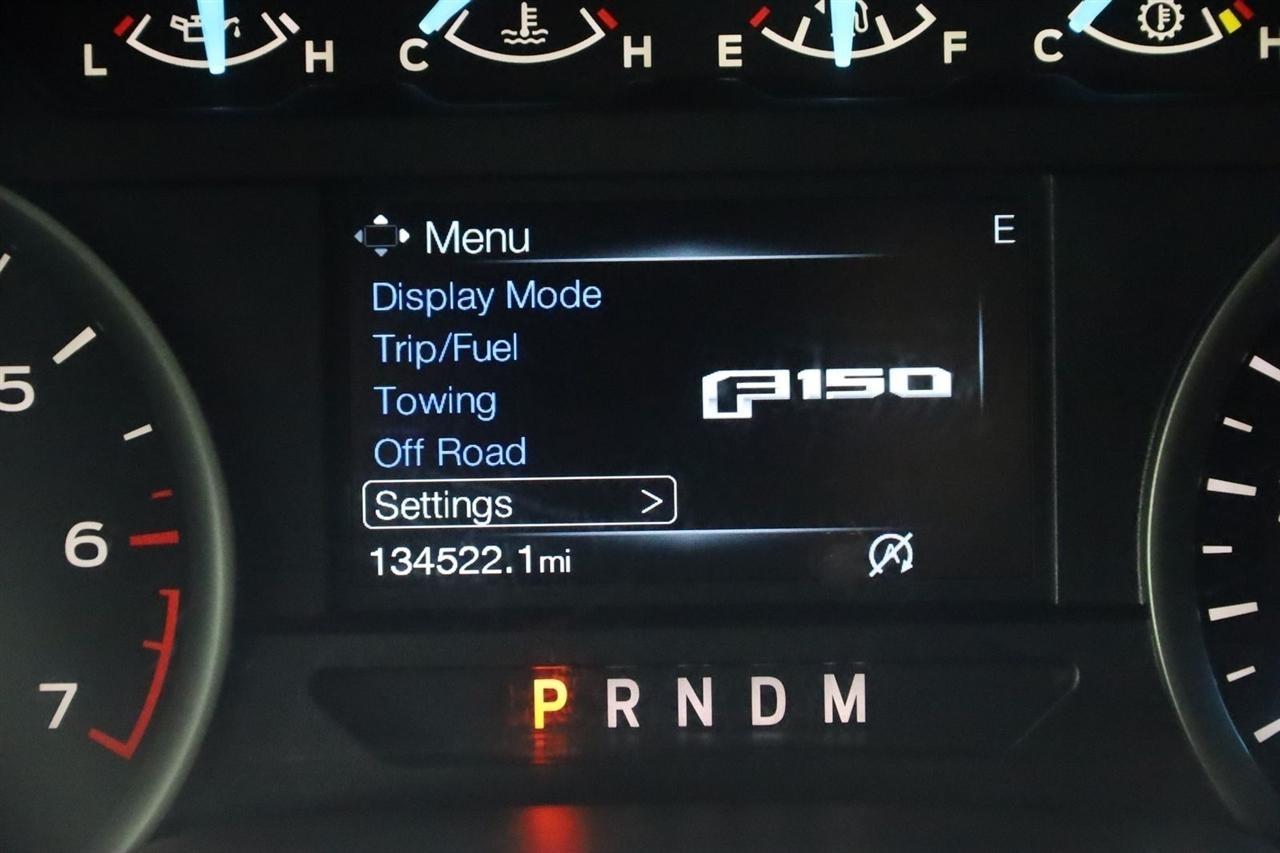 L H C H E F C H
Menu
E
Display Mode
Trip/Fuel
Towing
F150
Off Road
Settings >
134522.1mi
5
6
7
P R N D M